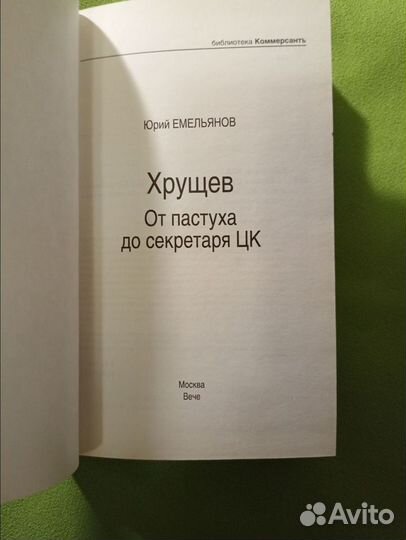 библиотека Коммерсантъ
Юрий ЕМЕЛЬЯНОВ
Хрущев
От пастуха
до секретаря ЦК
Москва
Вече
Avito